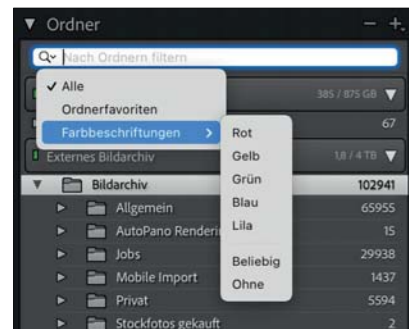 Ordner
Nach Ordnern filtern
Alle
385 / 875 GB
Ordnerfavoriten
67
Farbbeschriftungen
Rot
Externes Bildarchiv
Gelb
1,8 / 4 TB
Bildarchiv
Grün
102941
Allgemein
Blau
65955
AutoPano Renderin
Lila
15
Jobs
29938
Mobile Import
Beliebig
1437
Privat
Ohne
5594
Stockfotos gekauft
2